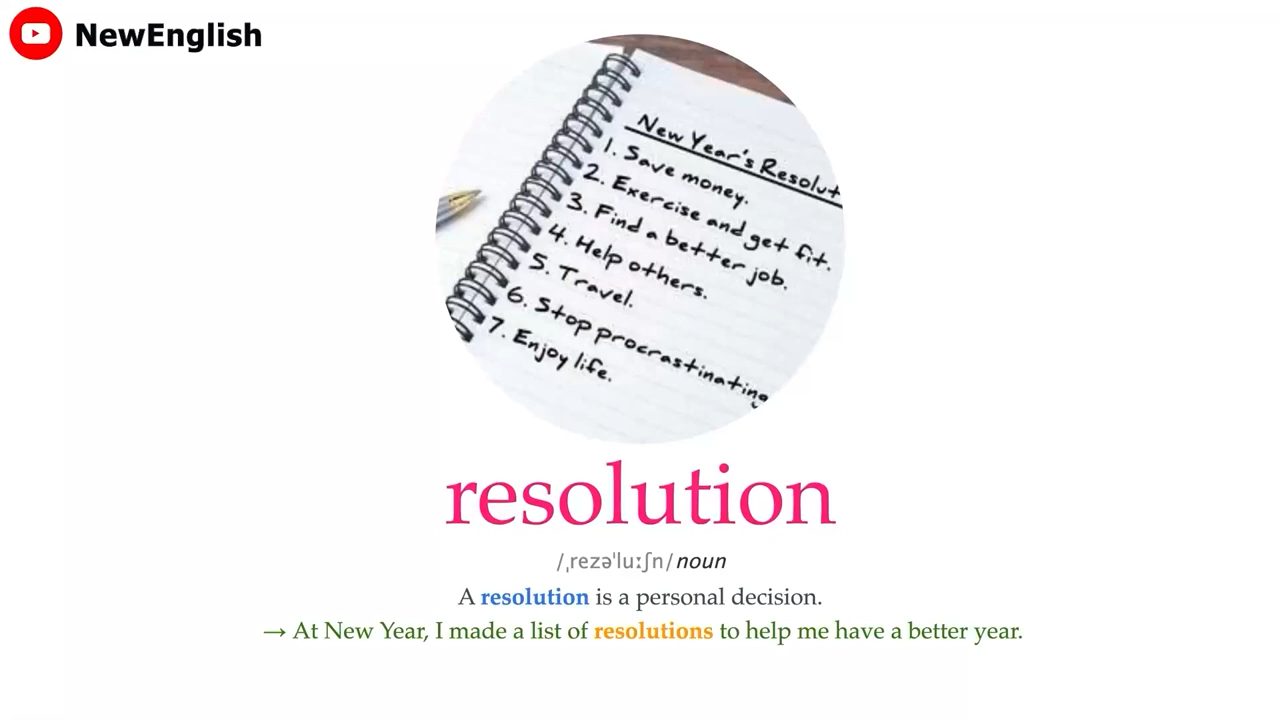 NewEnglish
New Year's Resolut
1. Save money.
2. Exercise and get fit.
3. Find a better job.
4. Help others.
5. Travel.
6. Stop procrastinating
7. Enjoy life.
resolution
/ˌrezəˈluːʃn/ noun
A resolution is a personal decision.
→ At New Year, I made a list of resolutions to help me have a better year.